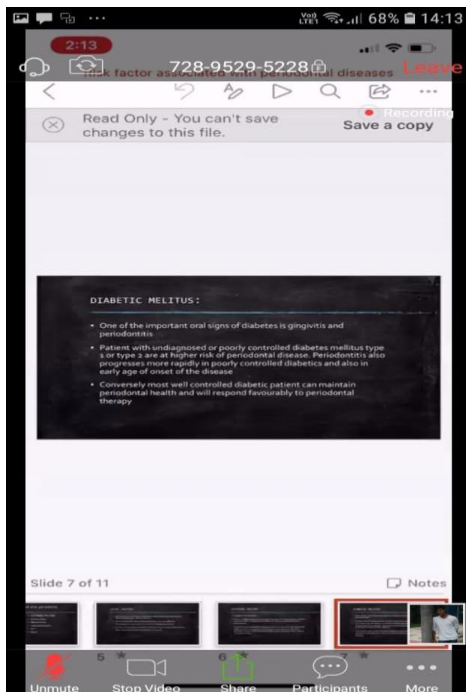 Vo))
LTE1 68% 14:13
2:13
728-9529-5228
Leave
Risk factor associated with periodontal diseases
Recording
Read Only - You can't save
changes to this file.
Save a copy
DIABETIC MELITUS:
• One of the important oral signs of diabetes is gingivitis and
periodontitis
• Patient with undiagnosed or poorly controlled diabetes mellitus type
1 or type 2 are at higher risk of periodontal disease. Periodontitis also
progresses more rapidly in poorly controlled diabetics and also in
early age of onset of the disease
• Conversely most well controlled diabetic patient can maintain
periodontal health and will respond favourably to periodontal
therapy
Slide 7 of 11
Notes
5 6 7
Unmute Stop Video Share Participants More